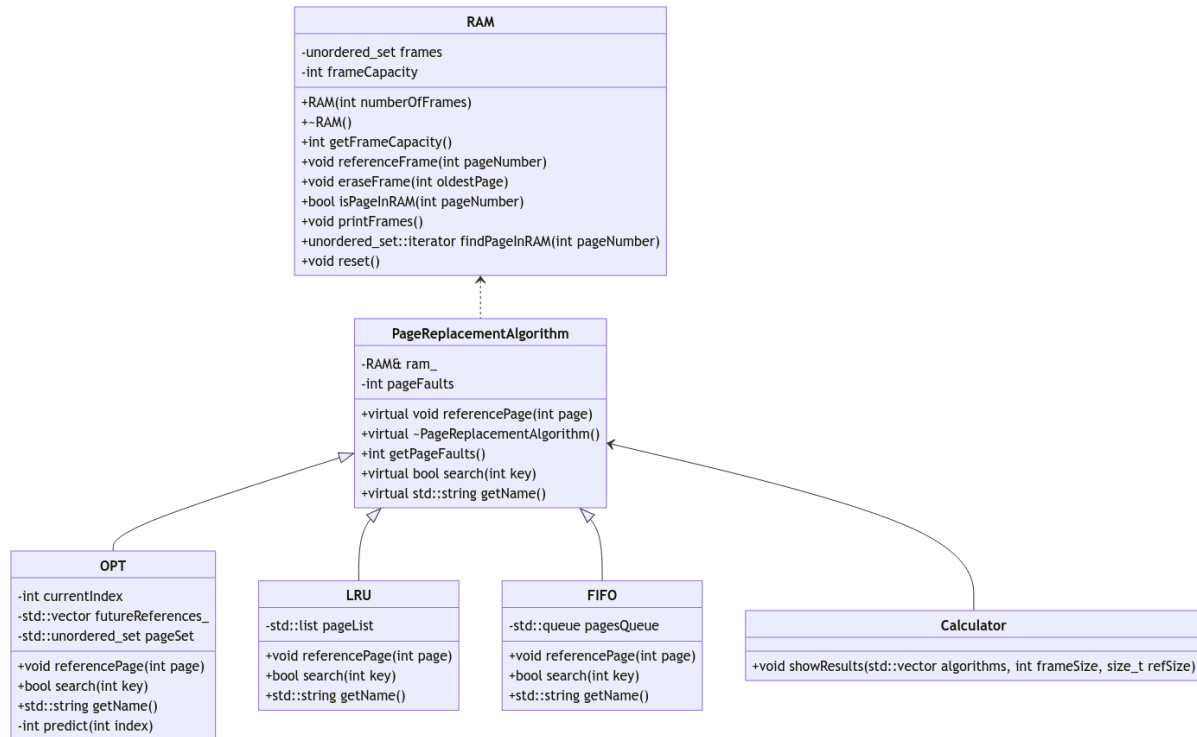 RAM
-unordered_set frames
-int frameCapacity
+RAM(int numberOfFrames)
+~RAM()
+int getFrameCapacity()
+void referenceFrame(int pageNumber)
+void eraseFrame(int oldestPage)
+bool isPageInRAM(int pageNumber)
+void printFrames()
+unordered_set::iterator findPageInRAM(int pageNumber)
+void reset()
PageReplacementAlgorithm
-RAM& ram_
-int pageFaults
+virtual void referencePage(int page)
+virtual ~PageReplacementAlgorithm()
+int getPageFaults()
+virtual bool search(int key)
+virtual std::string getName()
OPT
-int currentIndex
-std::vector futureReferences_
-std::unordered_set pageSet
+void referencePage(int page)
+bool search(int key)
+std::string getName()
-int predict(int index)
LRU
-std::list pageList
+void referencePage(int page)
+bool search(int key)
+std::string getName()
FIFO
-std::queue pagesQueue
+void referencePage(int page)
+bool search(int key)
+std::string getName()
Calculator
+void showResults(std::vector algorithms, int frameSize, size_t refSize)